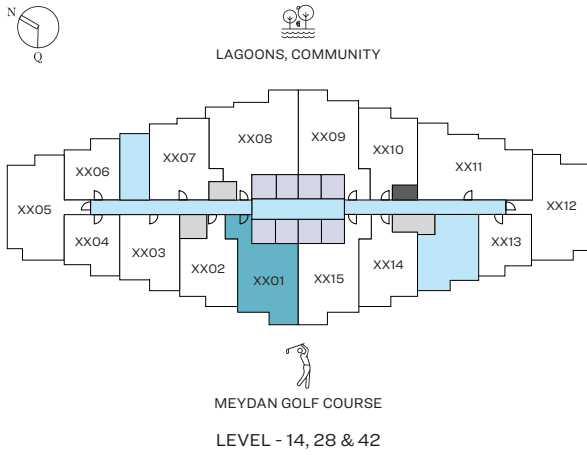 N
Q
LAGOONS, COMMUNITY
XX08
XX09
XX07
XX10
XX06
XX11
XX05
XX12
XX04
XX03
XX02
XX01
XX15
XX14
XX13
MEYDAN GOLF COURSE
LEVEL - 14, 28 & 42